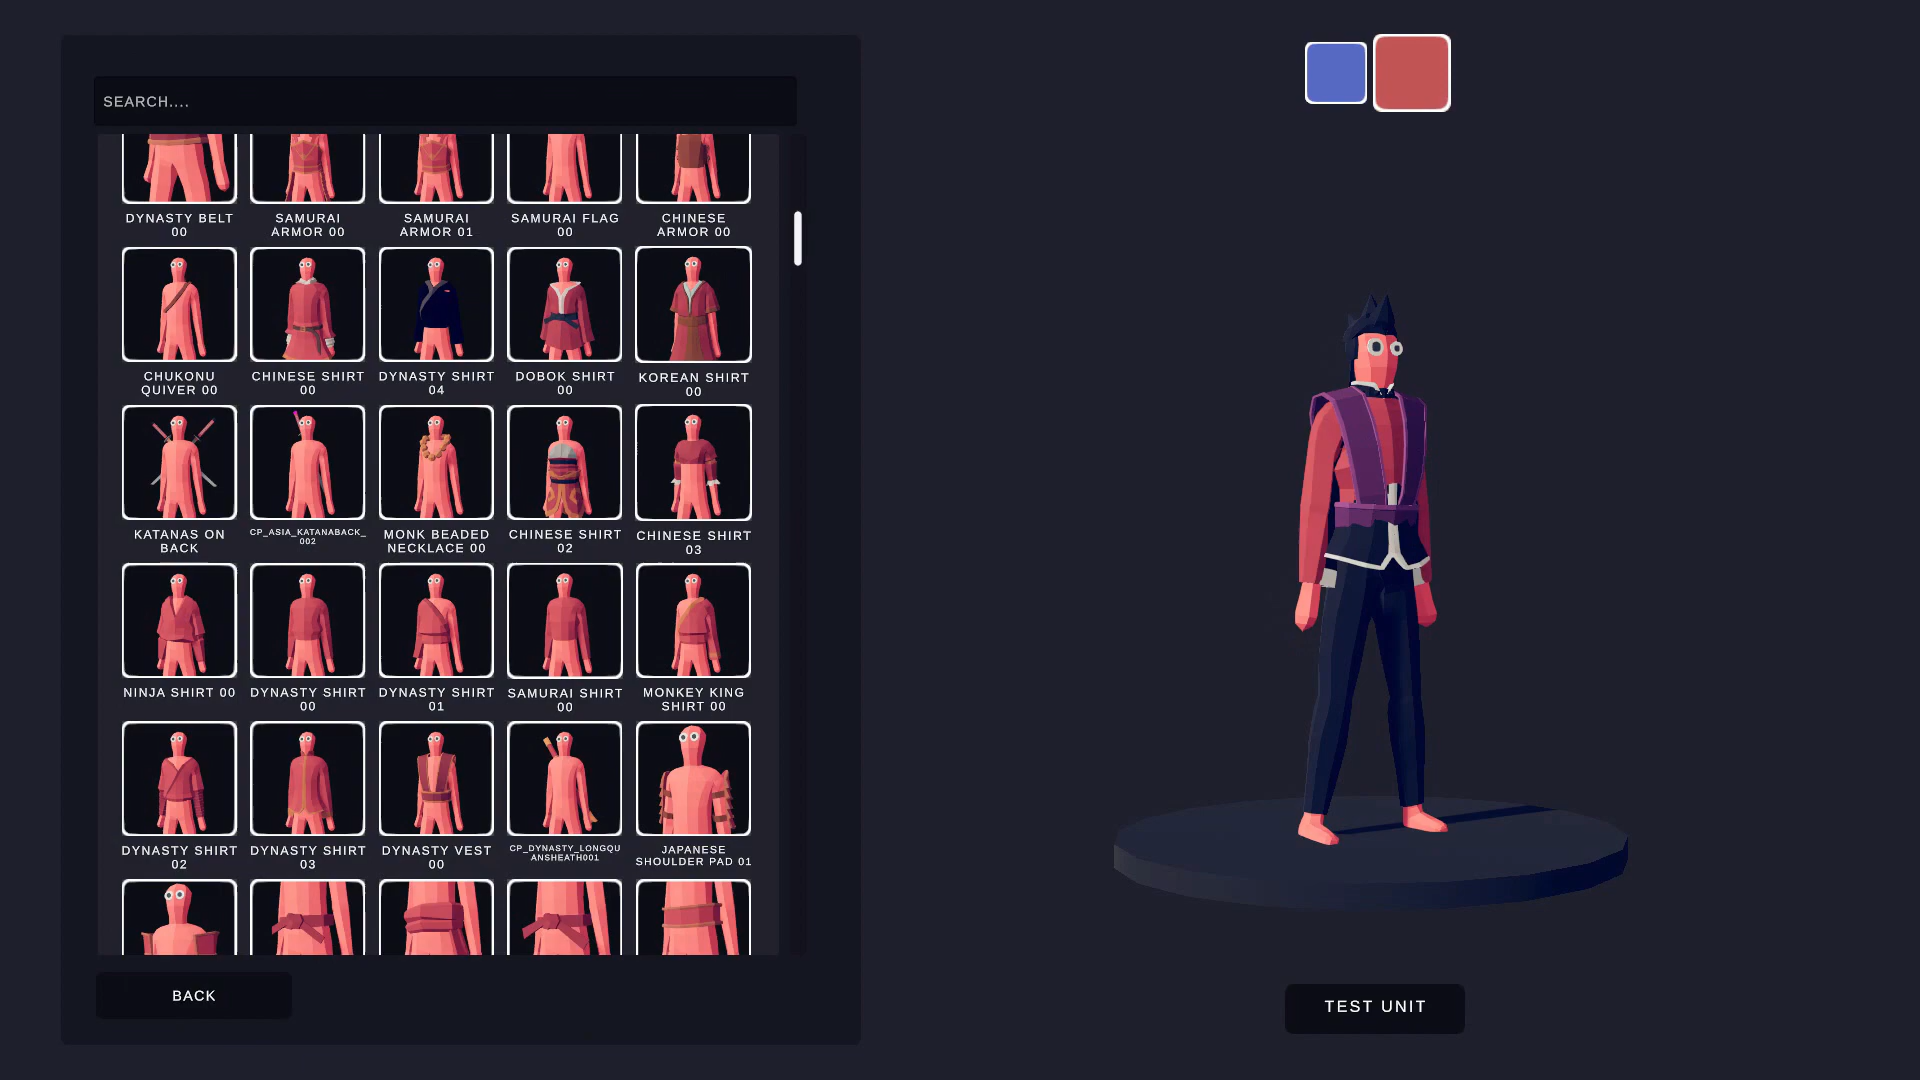 SEARCH....
DYNASTY BELT
00
SAMURAI
ARMOR 00
SAMURAI
ARMOR 01
SAMURAI FLAG
00
CHINESE
ARMOR 00
CHUKONU
QUIVER 00
CHINESE SHIRT
00
DYNASTY SHIRT
04
DOBOK SHIRT
00
KOREAN SHIRT
00
KATANAS ON
BACK
CP_ASIA_KATANABACK_
002
MONK BEADED
NECKLACE 00
CHINESE SHIRT
02
CHINESE SHIRT
03
NINJA SHIRT 00
DYNASTY SHIRT
00
DYNASTY SHIRT
01
SAMURAI SHIRT
00
MONKEY KING
SHIRT 00
DYNASTY SHIRT
02
DYNASTY SHIRT
03
DYNASTY VEST
00
CP_DYNASTY_LONGQU
ANSHEATH001
JAPANESE
SHOULDER PAD 01
BACK
TEST UNIT